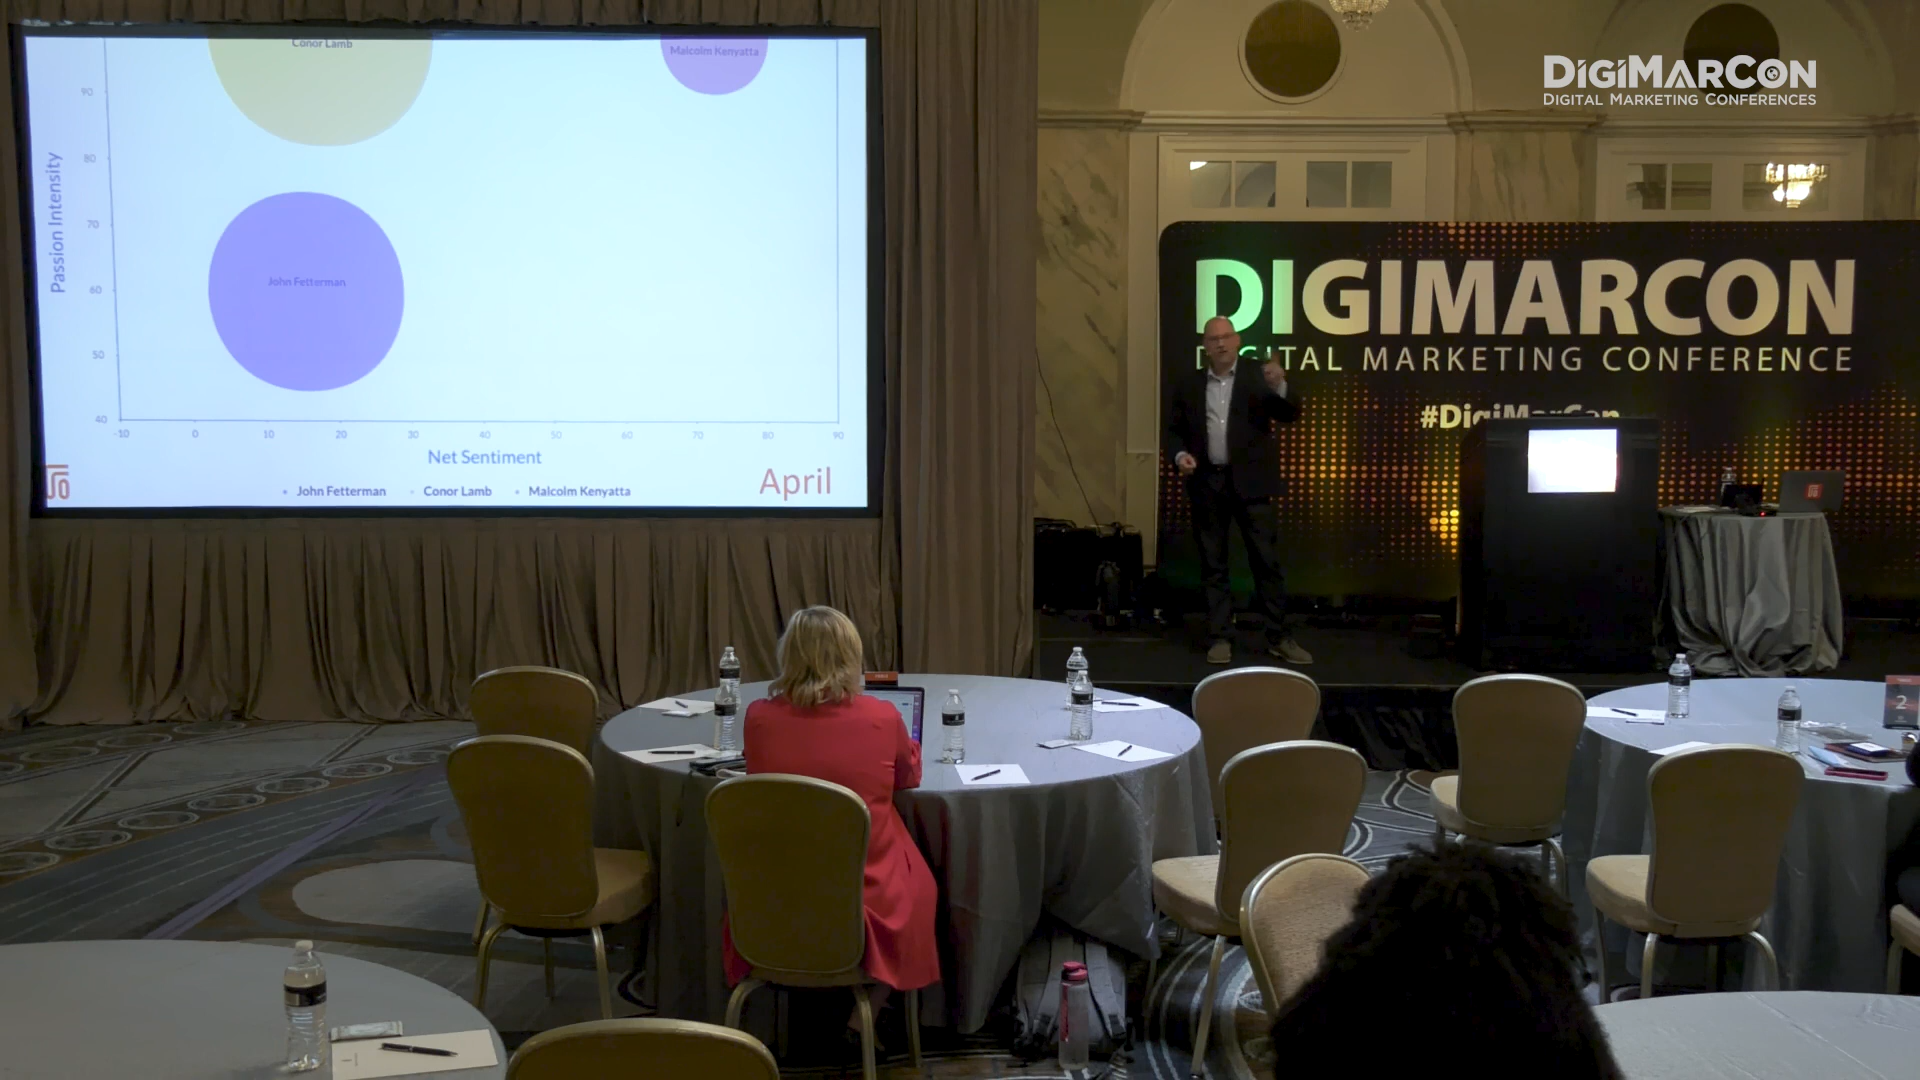 Conor Lamb
Malcolm Kenyatta
90
80
70
60
50
40
Passion Intensity
John Fetterman
-10 0 10 20 30 40 50 60 70 80 90
Net Sentiment
John Fetterman Conor Lamb Malcolm Kenyatta
April
DIGIMARCON
DIGITAL MARKETING CONFERENCES
DIGIMARCON
DIGITAL MARKETING CONFERENCE
#DigiMarCon
2